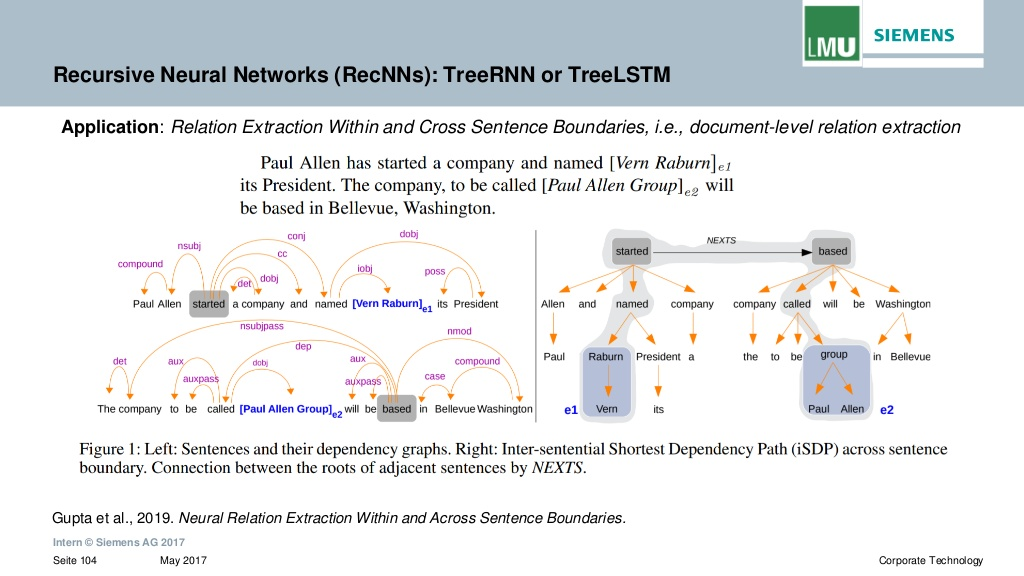 LMU
SIEMENS
Recursive Neural Networks (RecNNs): TreeRNN or TreeLSTM
Application: Relation Extraction Within and Cross Sentence Boundaries, i.e., document-level relation extraction
Paul Allen has started a company and named [Vern Raburn]e1
its President. The company, to be called [Paul Allen Group]e2 will
be based in Bellevue, Washington.
conj
dobj
nsubj
cc
compound
iobj
poss
det
dobj
Paul Allen started a company and named [Vern Raburn]e1 its President
nsubjpass
nmod
dep
det
aux
dobj
aux
compound
auxpass
auxpass
case
The company to be called [Paul Allen Group]e2 will be based in Bellevue Washington
started
NEXTS
based
Allen and named company
company called will be Washington
Paul Raburn President a
the to be group in Bellevue
e1 Vern its
Paul Allen e2
Figure 1: Left: Sentences and their dependency graphs. Right: Inter-sentential Shortest Dependency Path (iSDP) across sentence
boundary. Connection between the roots of adjacent sentences by NEXTS.
Gupta et al., 2019. Neural Relation Extraction Within and Across Sentence Boundaries.
Intern © Siemens AG 2017
Seite 104 May 2017 Corporate Technology